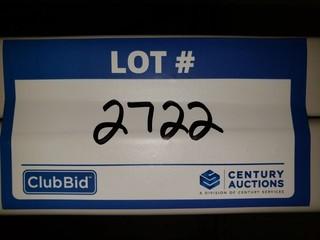 LOT #
2722
ClubBid
CENTURY
AUCTIONS
A DIVISION OF CENTURY SERVICES